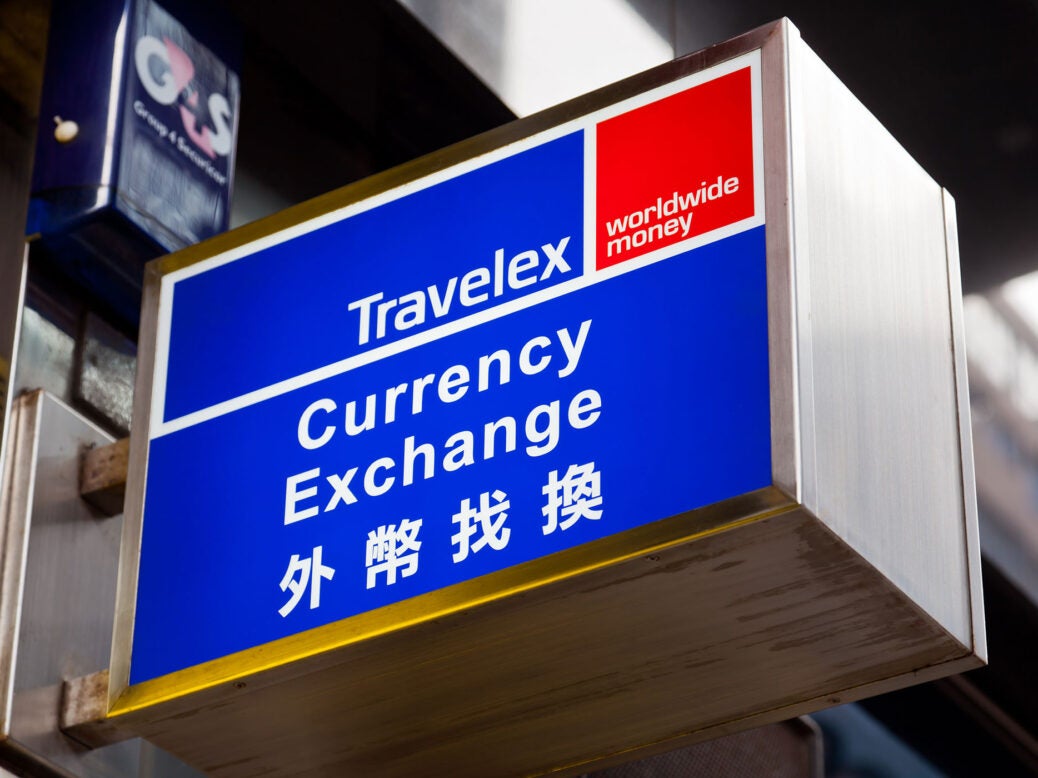 G4S
Group 4 Securicor
Travelex
worldwide
money
Currency
Exchange
外幣找換